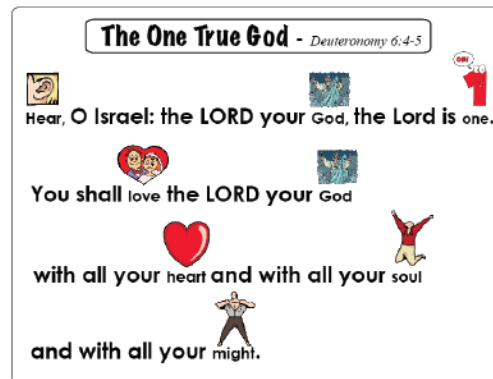 The One True God - Deuteronomy 6:4-5
ONE!
Hear, O Israel: the LORD your God, the Lord is one.
You shall love the LORD your God
with all your heart and with all your soul
and with all your might.